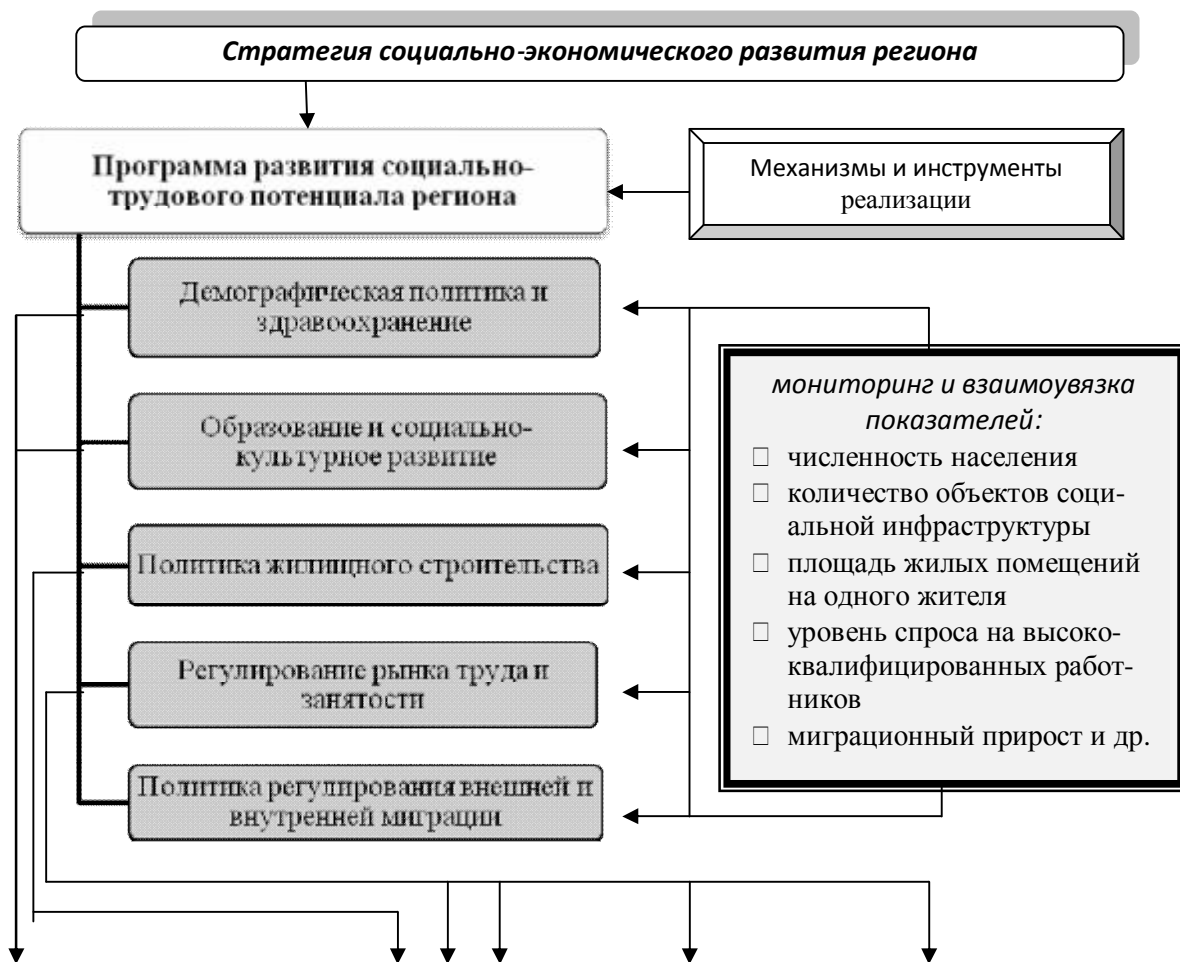 Стратегия социально-экономического развития региона
Программа развития социально-
трудового потенциала региона
Механизмы и инструменты
реализации
Демографическая политика и
здравоохранение
Образование и социально-
культурное развитие
Политика жилищного строительства
Регулирование рынка труда и
занятости
Политика регулирования внешней и
внутренней миграции
мониторинг и взаимоувязка
показателей:
□ численность населения
□ количество объектов соци-
альной инфраструктуры
□ площадь жилых помещений
на одного жителя
□ уровень спроса на высоко-
квалифицированных работ-
ников
□ миграционный прирост и др.